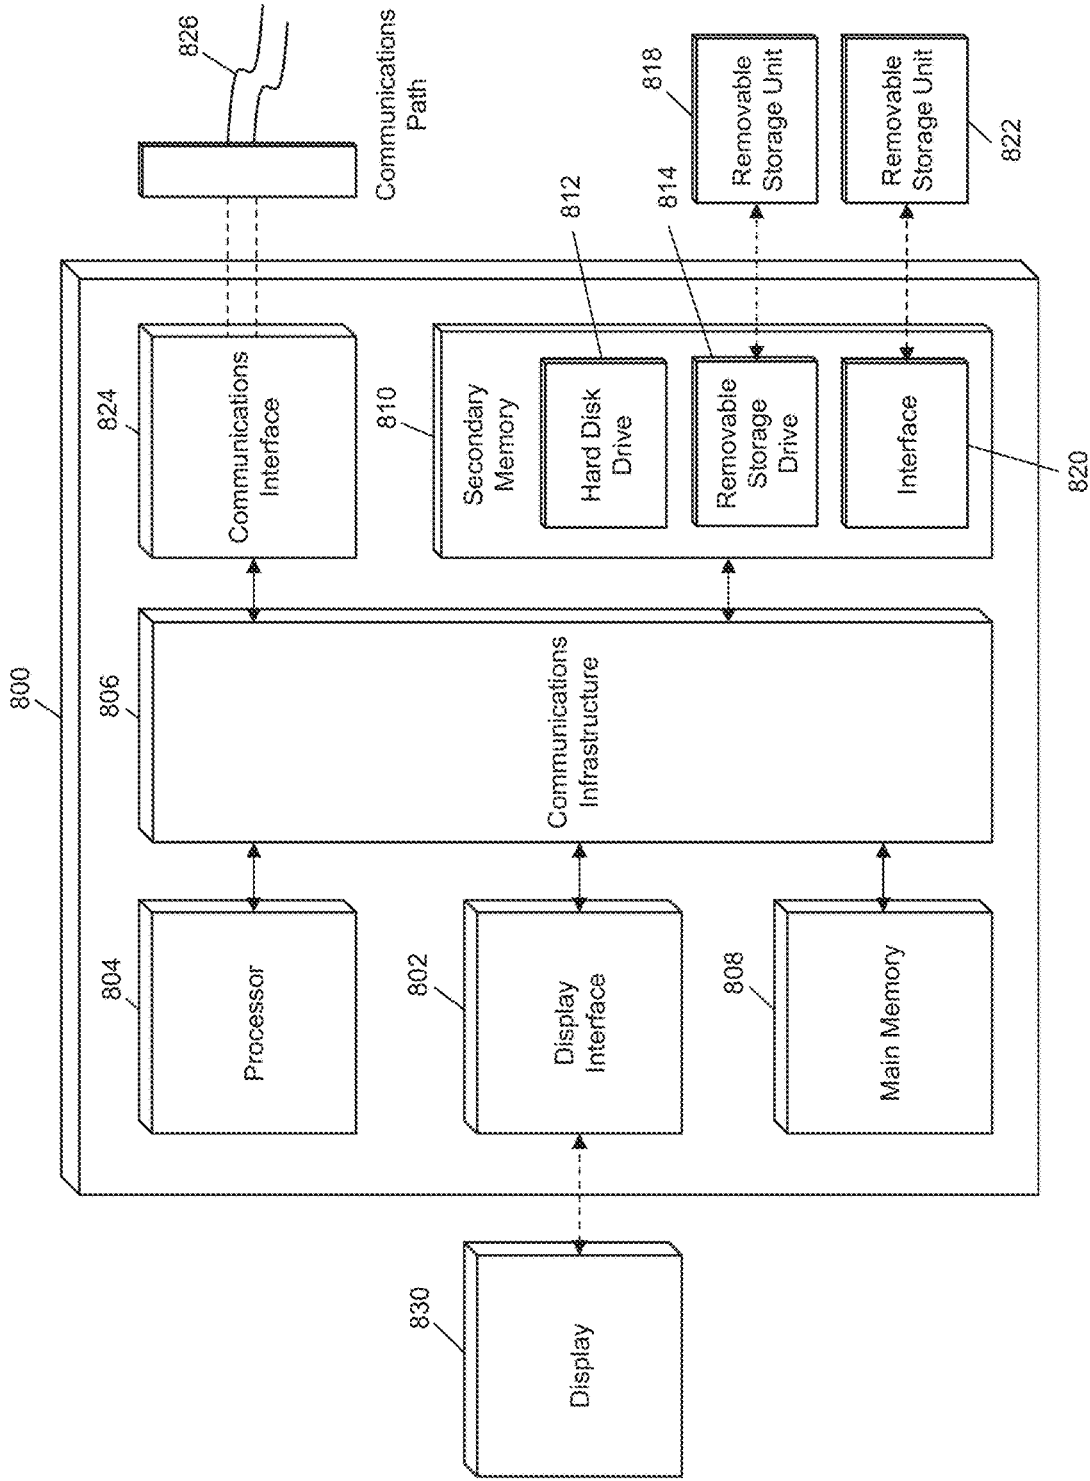 800
804
Processor
806
Communications
Infrastructure
824
Communications
Interface
826
Communications
Path
830
Display
802
Display
Interface
810
Secondary
Memory
812
Hard Disk
Drive
814
Removable
Storage
Drive
818
Removable
Storage Unit
808
Main Memory
Interface
820
Removable
Storage Unit
822